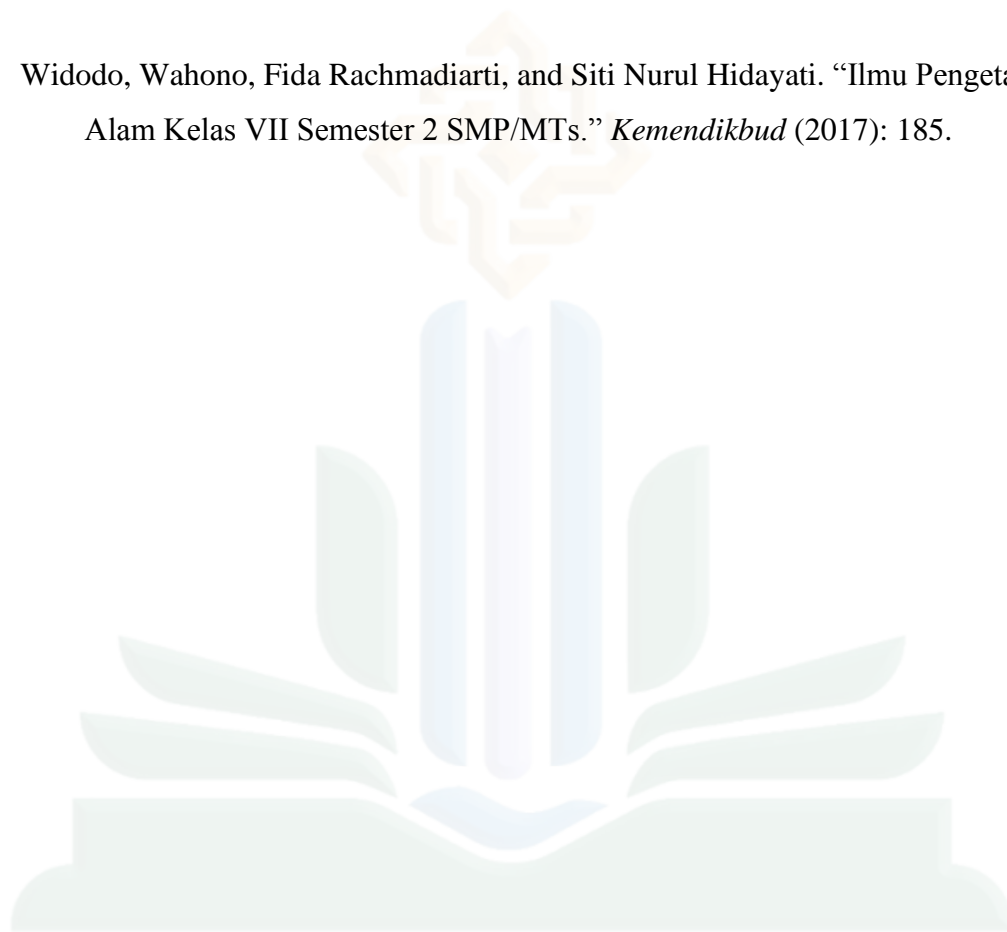 Widodo, Wahono, Fida Rachmadiarti, and Siti Nurul Hidayati. “Ilmu Pengeta
Alam Kelas VII Semester 2 SMP/MTs.” Kemendikbud (2017): 185.